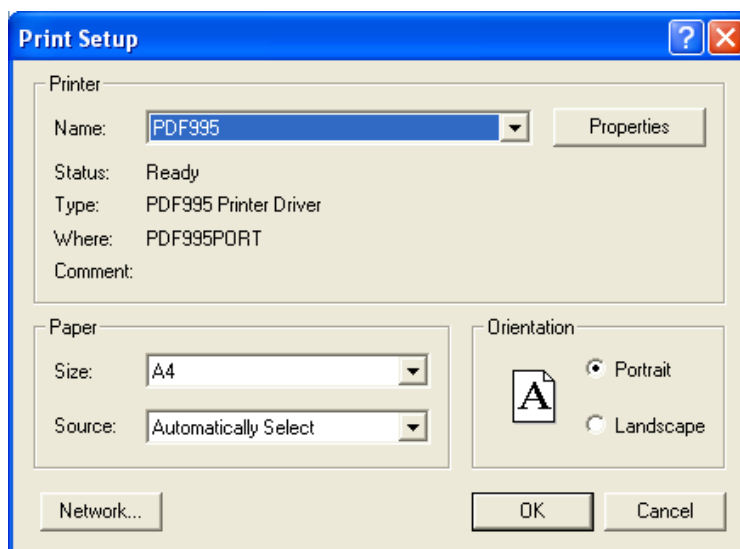 Print Setup
?
Printer
Name: PDF995 Properties
Status: Ready
Type: PDF995 Printer Driver
Where: PDF995PORT
Comment:
Paper
Size: A4
Source: Automatically Select
Orientation
A
Portrait
Landscape
Network... OK Cancel